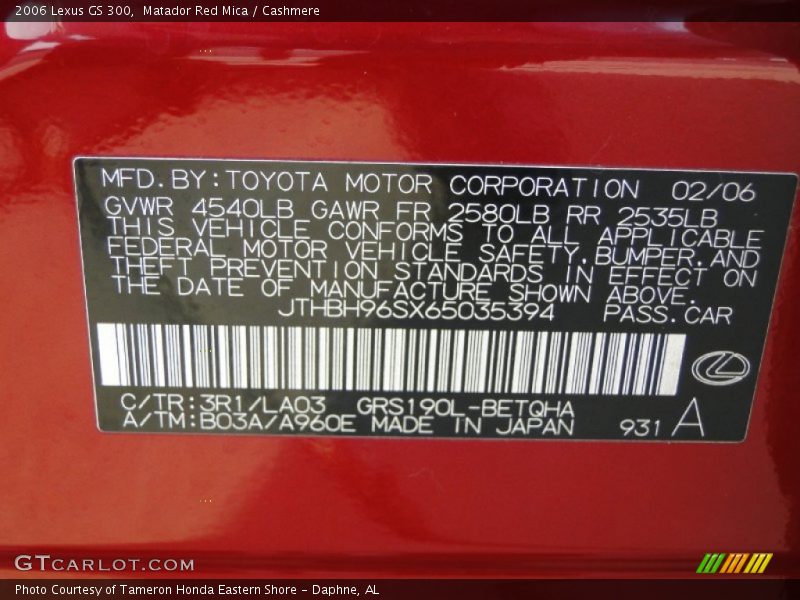 2006 Lexus GS 300,  Matador Red Mica / Cashmere
MFD.BY:TOYOTA MOTOR CORPORATION 02/06
GVWR 4540LB GAWR FR 2580LB RR 2535LB
THIS VEHICLE CONFORMS TO ALL APPLICABLE
FEDERAL MOTOR VEHICLE SAFETY,BUMPER,AND
THEFT PREVENTION STANDARDS IN EFFECT ON
THE DATE OF MANUFACTURE SHOWN ABOVE.
JTHBH96SX65035394 PASS.CAR
C/TR:3R1/LA03 GRS190L-BETQHA
A/TM:B03A/A960E MADE IN JAPAN 931 A
GTCARLOT.COM
Photo Courtesy of Tameron Honda Eastern Shore - Daphne, AL